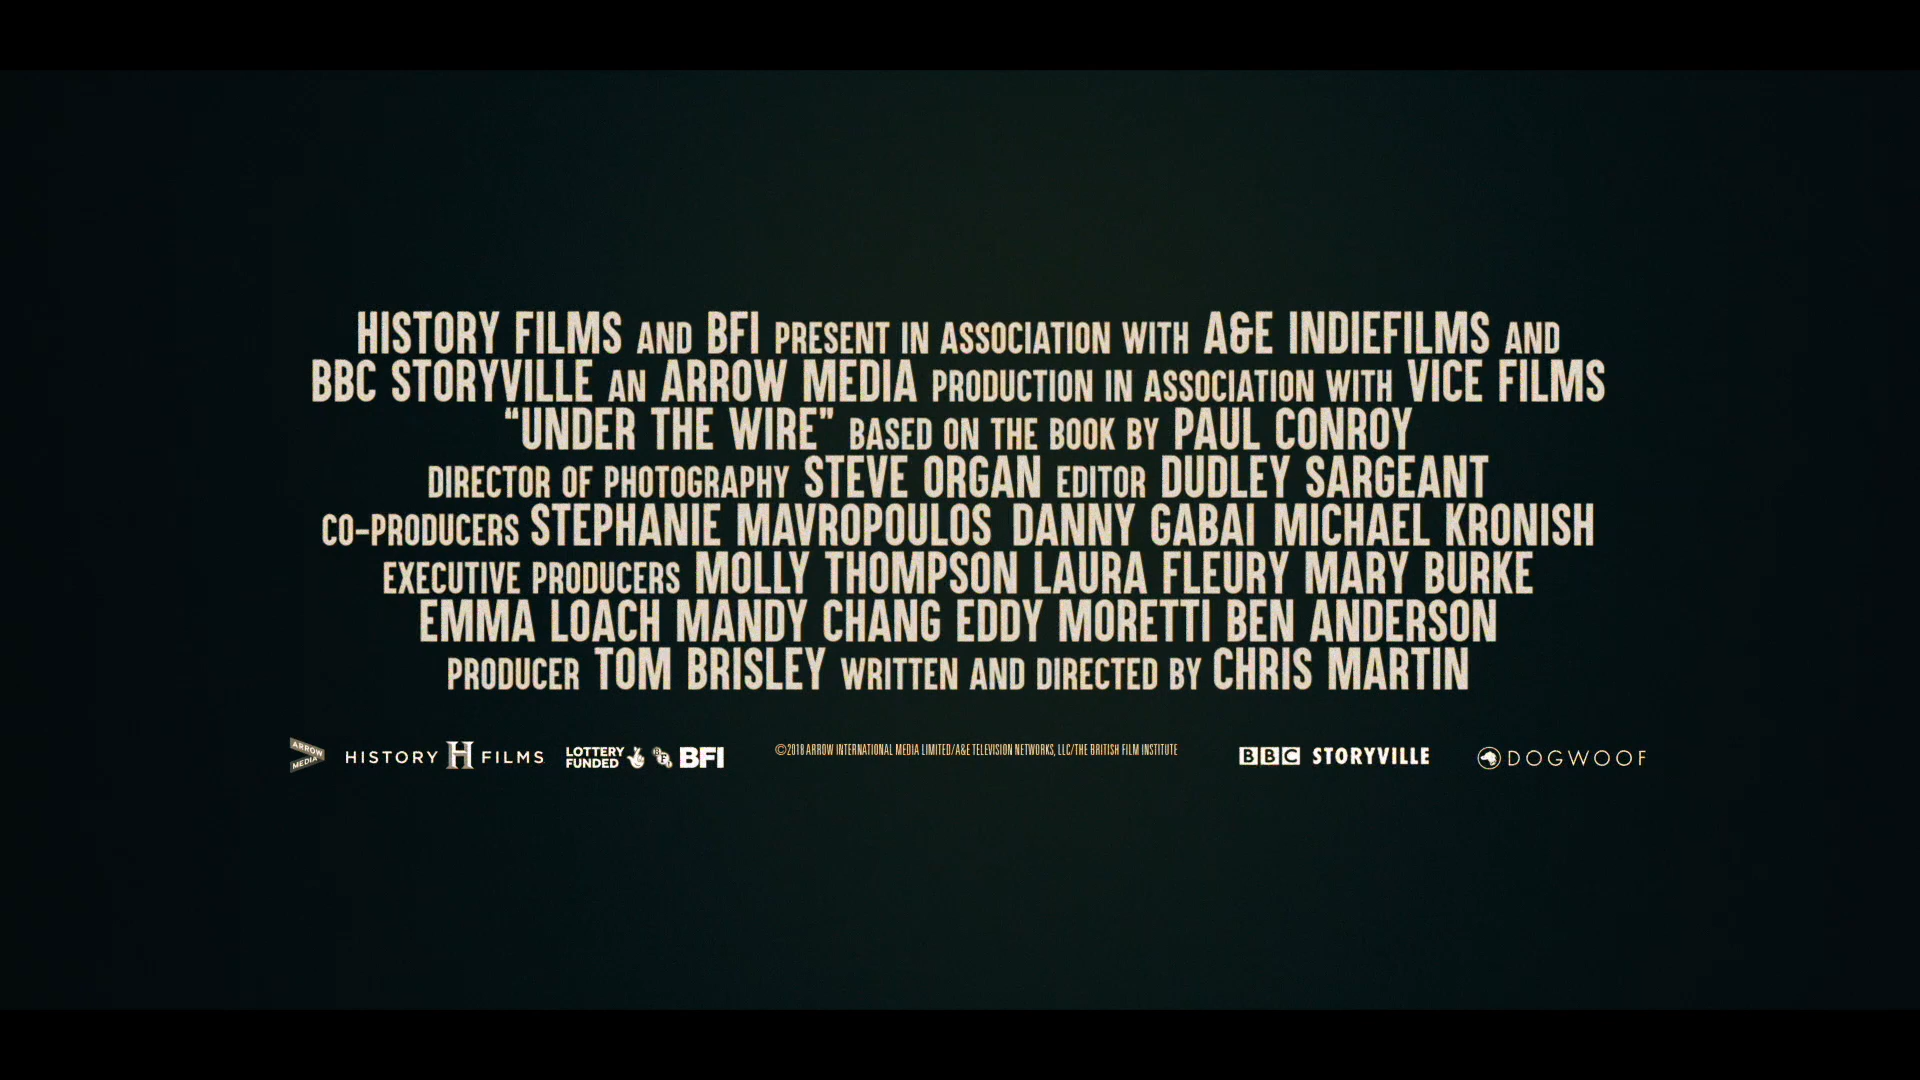 HISTORY FILMS AND BFI PRESENT IN ASSOCIATION WITH A&E INDIEFILMS AND
BBC STORYVILLE AN ARROW MEDIA PRODUCTION IN ASSOCIATION WITH VICE FILMS
“UNDER THE WIRE” BASED ON THE BOOK BY PAUL CONROY
DIRECTOR OF PHOTOGRAPHY STEVE ORGAN EDITOR DUDLEY SARGEANT
CO-PRODUCERS STEPHANIE MAVROPOULOS DANNY GABAI MICHAEL KRONISH
EXECUTIVE PRODUCERS MOLLY THOMPSON LAURA FLEURY MARY BURKE
EMMA LOACH MANDY CHANG EDDY MORETTI BEN ANDERSON
PRODUCER TOM BRISLEY WRITTEN AND DIRECTED BY CHRIS MARTIN
ARROW
MEDIA
HISTORY H FILMS
LOTTERY
FUNDED
BFI
BFI
©2018 ARROW INTERNATIONAL MEDIA LIMITED/A&E TELEVISION NETWORKS, LLC/THE BRITISH FILM INSTITUTE
BBC STORYVILLE
DOGWOOF